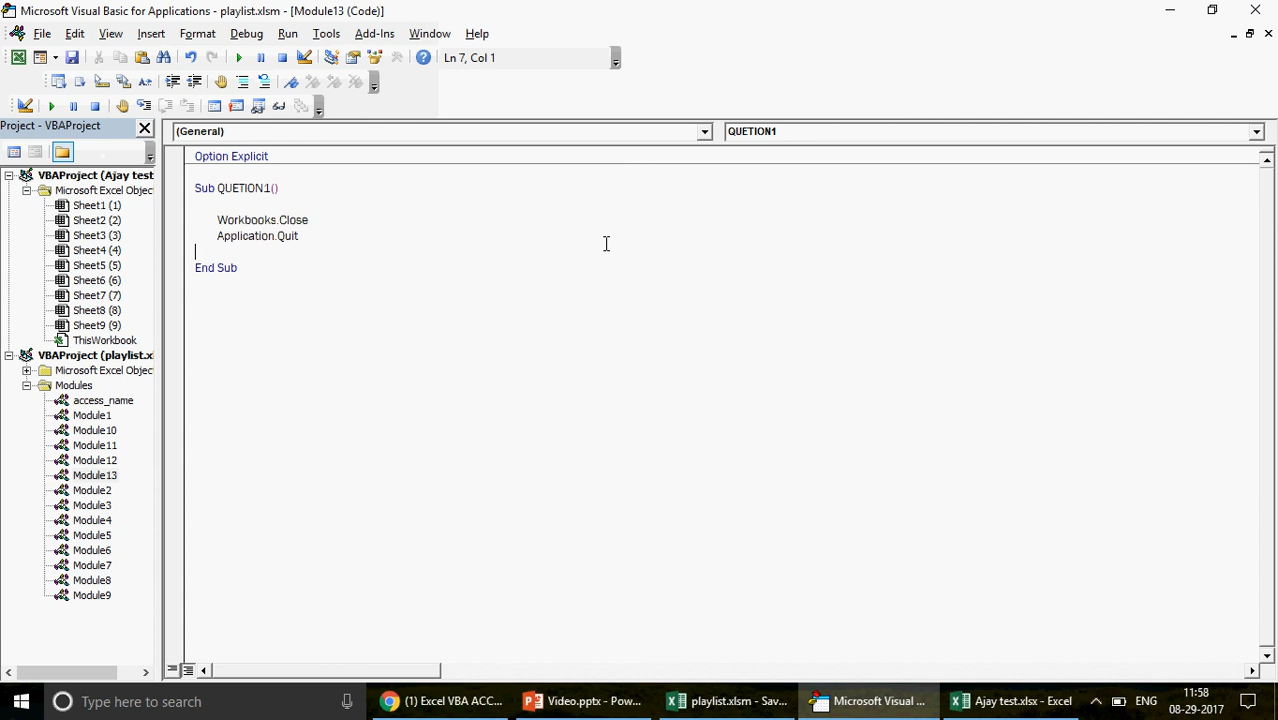 Microsoft Visual Basic for Applications - playlist.xlsm - [Module13 (Code)]
File Edit View Insert Format Debug Run Tools Add-Ins Window Help
Ln 7, Col 1
Project - VBAProject
(General)
QUETION1
VBAProject (Ajay test
Microsoft Excel Objec
Sheet1 (1)
Sheet2 (2)
Sheet3 (3)
Sheet4 (4)
Sheet5 (5)
Sheet6 (6)
Sheet7 (7)
Sheet8 (8)
Sheet9 (9)
ThisWorkbook
VBAProject (playlist.x
Microsoft Excel Objec
Modules
access_name
Module1
Module10
Module11
Module12
Module13
Module2
Module3
Module4
Module5
Module6
Module7
Module8
Module9
Option Explicit
Sub QUETION1()
Workbooks.Close
Application.Quit
End Sub
Type here to search
(1) Excel VBA ACC...
Video.pptx - Pow...
playlist.xlsm - Sav...
Microsoft Visual ...
Ajay test.xlsx - Excel
ENG
11:58
08-29-2017